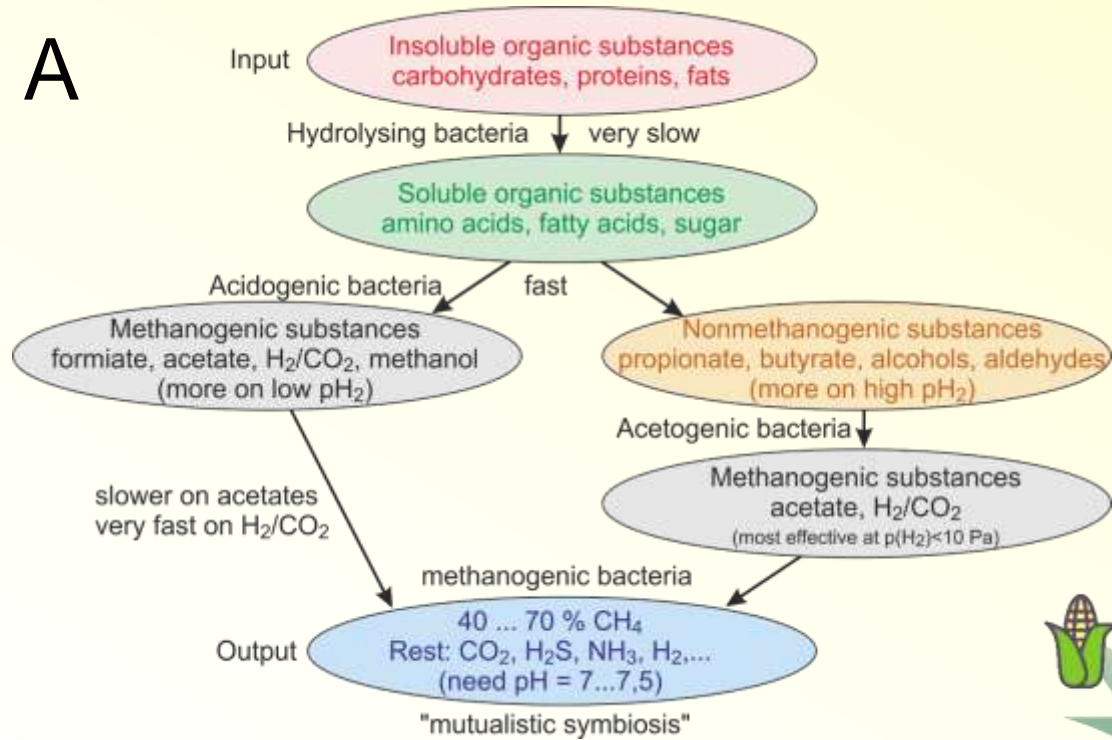 A
Input
Insoluble organic substances
carbohydrates, proteins, fats
Hydrolysing bacteria
very slow
Soluble organic substances
amino acids, fatty acids, sugar
Acidogenic bacteria
fast
Methanogenic substances
formiate, acetate, H₂/CO₂, methanol
(more on low pH₂)
Nonmethanogenic substances
propionate, butyrate, alcohols, aldehydes
(more on high pH₂)
Acetogenic bacteria
Methanogenic substances
acetate, H₂/CO₂
(most effective at p(H₂)<10 Pa)
slower on acetates
very fast on H₂/CO₂
methanogenic bacteria
Output
40 ... 70 % CH₄
Rest: CO₂, H₂S, NH₃, H₂,...
(need pH = 7...7,5)
"mutualistic symbiosis"